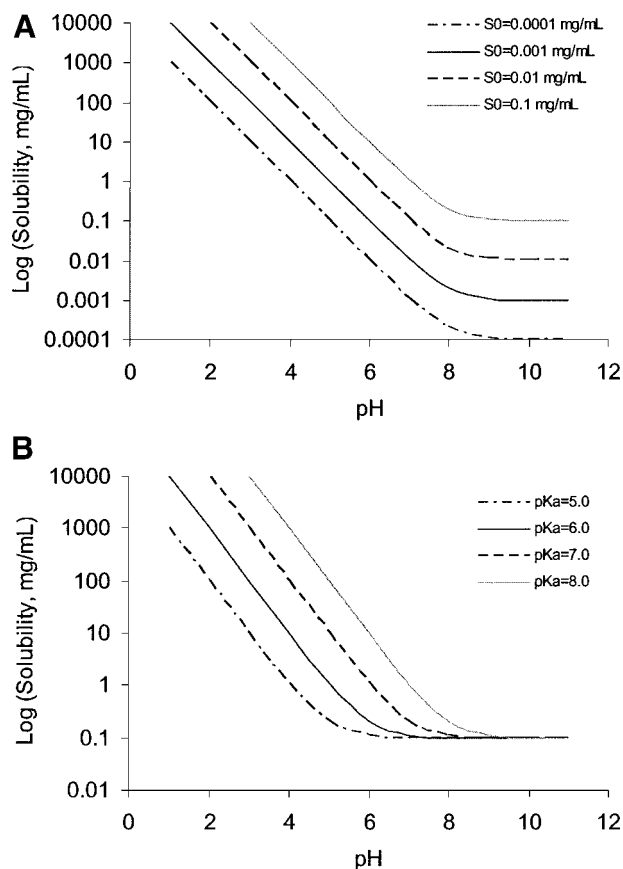 A
S0=0.0001 mg/mL
S0=0.001 mg/mL
S0=0.01 mg/mL
S0=0.1 mg/mL
Log (Solubility, mg/mL)
10000
1000
100
10
1
0.1
0.01
0.001
0.0001
0 2 4 6 8 10 12
pH
B
pKa=5.0
pKa=6.0
pKa=7.0
pKa=8.0
Log (Solubility, mg/mL)
10000
1000
100
10
1
0.1
0.01
0 2 4 6 8 10 12
pH